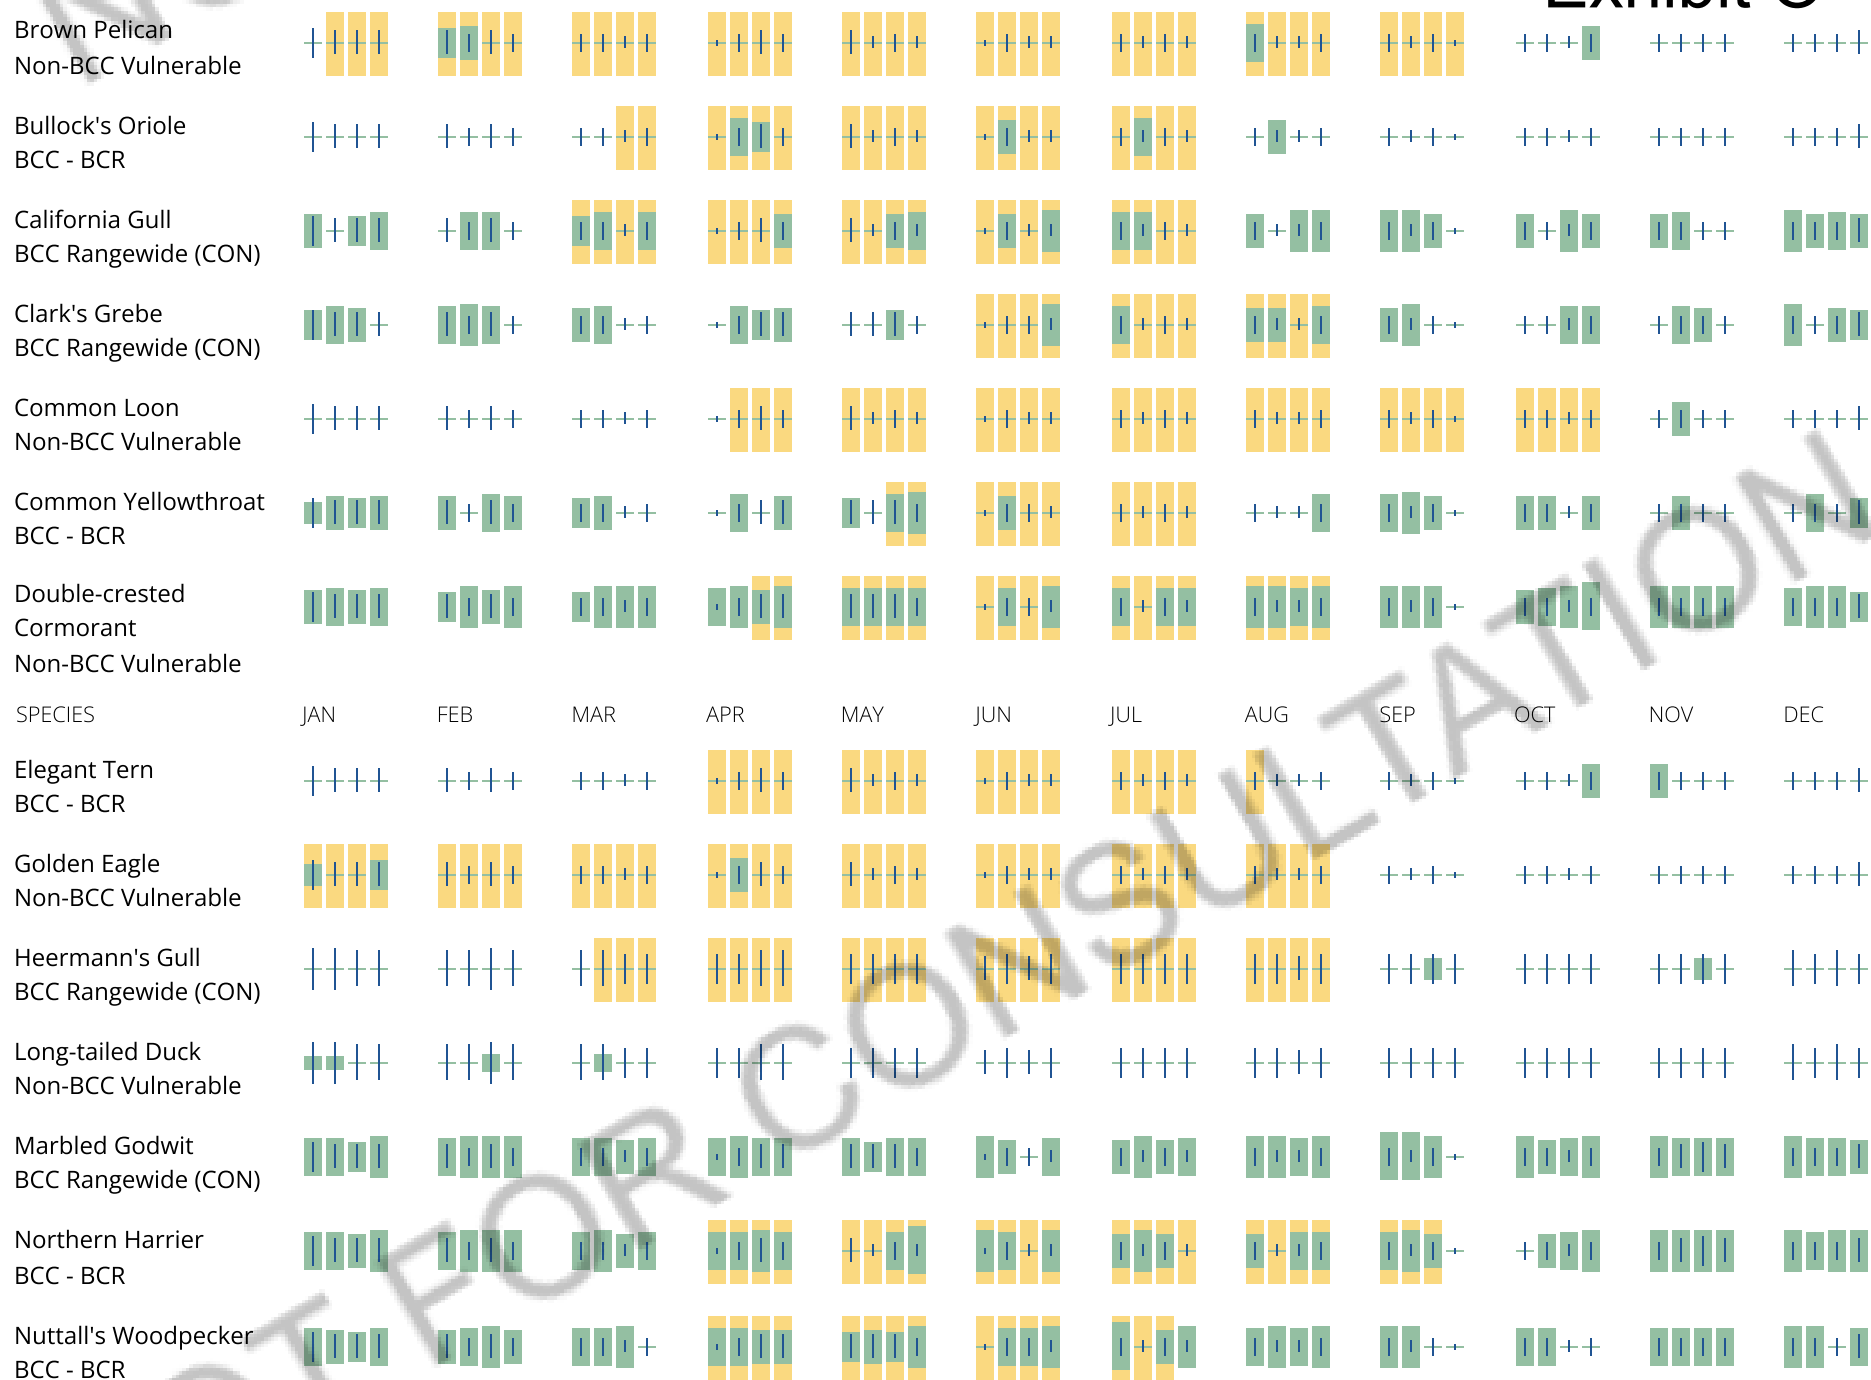 Exhibit C
Brown Pelican
Non-BCC Vulnerable
Bullock's Oriole
BCC - BCR
California Gull
BCC Rangewide (CON)
Clark's Grebe
BCC Rangewide (CON)
Common Loon
Non-BCC Vulnerable
Common Yellowthroat
BCC - BCR
Double-crested
Cormorant
Non-BCC Vulnerable
SPECIES JAN FEB MAR APR MAY JUN JUL AUG SEP OCT NOV DEC
Elegant Tern
BCC - BCR
Golden Eagle
Non-BCC Vulnerable
Heermann's Gull
BCC Rangewide (CON)
Long-tailed Duck
Non-BCC Vulnerable
Marbled Godwit
BCC Rangewide (CON)
Northern Harrier
BCC - BCR
Nuttall's Woodpecker
BCC - BCR
NOT FOR CONSULTATION